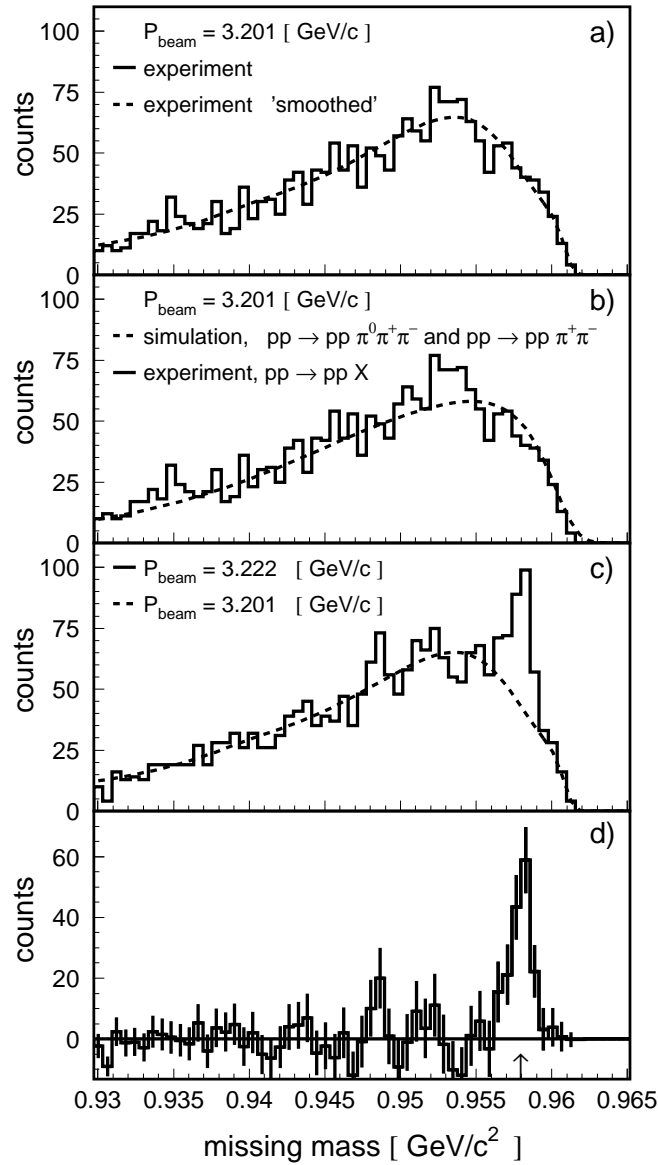 100
75
50
25
0
counts
P_beam = 3.201 [ GeV/c ]
a)
experiment
experiment 'smoothed'
100
75
50
25
0
counts
P_beam = 3.201 [ GeV/c ]
b)
simulation, pp → pp π⁰π⁺π⁻ and pp → pp π⁺π⁻
experiment, pp → pp X
100
75
50
25
0
counts
P_beam = 3.222 [ GeV/c ]
c)
P_beam = 3.201 [ GeV/c ]
60
40
20
0
counts
d)
0.93 0.935 0.94 0.945 0.95 0.955 0.96 0.965
missing mass [ GeV/c² ]